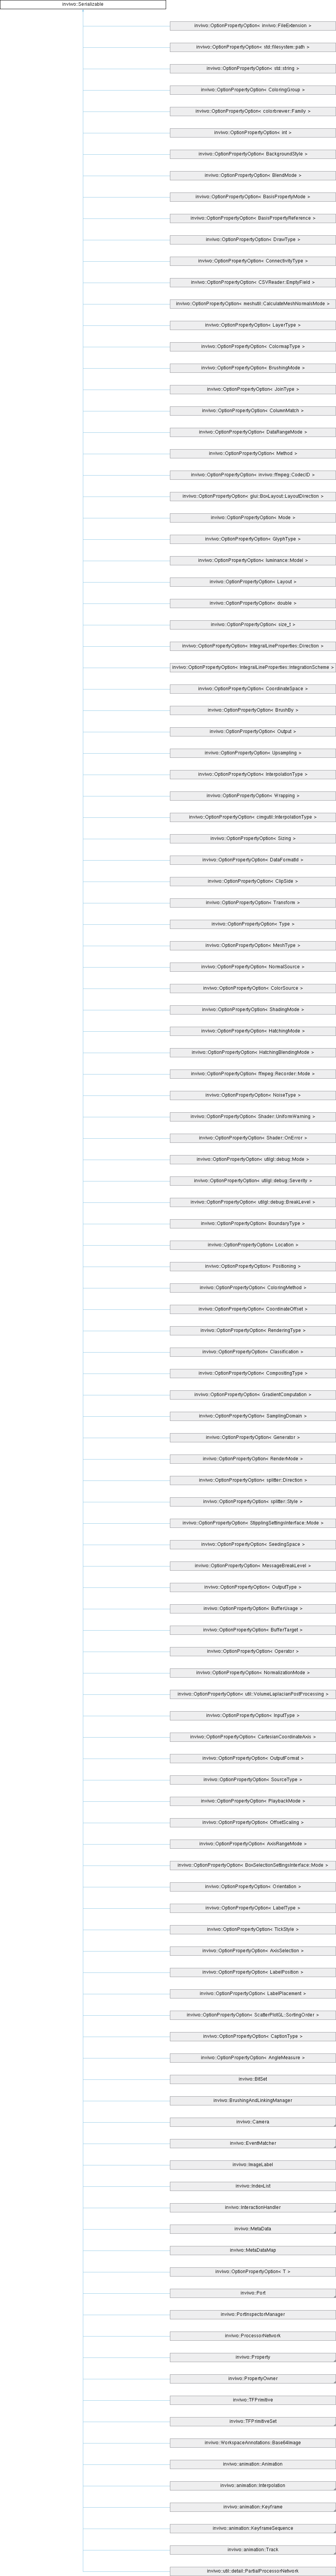 inviwo::Serializable
inviwo::OptionPropertyOption< inviwo::FileExtension >
inviwo::OptionPropertyOption< std::filesystem::path >
inviwo::OptionPropertyOption< std::string >
inviwo::OptionPropertyOption< ColoringGroup >
inviwo::OptionPropertyOption< colorbrewer::Family >
inviwo::OptionPropertyOption< int >
inviwo::OptionPropertyOption< BackgroundStyle >
inviwo::OptionPropertyOption< BlendMode >
inviwo::OptionPropertyOption< BasisPropertyMode >
inviwo::OptionPropertyOption< BasisPropertyReference >
inviwo::OptionPropertyOption< DrawType >
inviwo::OptionPropertyOption< ConnectivityType >
inviwo::OptionPropertyOption< CSVReader::EmptyField >
inviwo::OptionPropertyOption< meshutil::CalculateMeshNormalsMode >
inviwo::OptionPropertyOption< LayerType >
inviwo::OptionPropertyOption< ColormapType >
inviwo::OptionPropertyOption< BrushingMode >
inviwo::OptionPropertyOption< JoinType >
inviwo::OptionPropertyOption< ColumnMatch >
inviwo::OptionPropertyOption< DataRangeMode >
inviwo::OptionPropertyOption< Method >
inviwo::OptionPropertyOption< inviwo::ffmpeg::CodecID >
inviwo::OptionPropertyOption< glui::BoxLayout::LayoutDirection >
inviwo::OptionPropertyOption< Mode >
inviwo::OptionPropertyOption< GlyphType >
inviwo::OptionPropertyOption< luminance::Model >
inviwo::OptionPropertyOption< Layout >
inviwo::OptionPropertyOption< double >
inviwo::OptionPropertyOption< size_t >
inviwo::OptionPropertyOption< IntegralLineProperties::Direction >
inviwo::OptionPropertyOption< IntegralLineProperties::IntegrationScheme >
inviwo::OptionPropertyOption< CoordinateSpace >
inviwo::OptionPropertyOption< BrushBy >
inviwo::OptionPropertyOption< Output >
inviwo::OptionPropertyOption< Upsampling >
inviwo::OptionPropertyOption< InterpolationType >
inviwo::OptionPropertyOption< Wrapping >
inviwo::OptionPropertyOption< cimgutil::InterpolationType >
inviwo::OptionPropertyOption< Sizing >
inviwo::OptionPropertyOption< DataFormatId >
inviwo::OptionPropertyOption< ClipSide >
inviwo::OptionPropertyOption< Transform >
inviwo::OptionPropertyOption< Type >
inviwo::OptionPropertyOption< MeshType >
inviwo::OptionPropertyOption< NormalSource >
inviwo::OptionPropertyOption< ColorSource >
inviwo::OptionPropertyOption< ShadingMode >
inviwo::OptionPropertyOption< HatchingMode >
inviwo::OptionPropertyOption< HatchingBlendingMode >
inviwo::OptionPropertyOption< ffmpeg::Recorder::Mode >
inviwo::OptionPropertyOption< NoiseType >
inviwo::OptionPropertyOption< Shader::UniformWarning >
inviwo::OptionPropertyOption< Shader::OnError >
inviwo::OptionPropertyOption< utilgl::debug::Mode >
inviwo::OptionPropertyOption< utilgl::debug::Severity >
inviwo::OptionPropertyOption< utilgl::debug::BreakLevel >
inviwo::OptionPropertyOption< BoundaryType >
inviwo::OptionPropertyOption< Location >
inviwo::OptionPropertyOption< Positioning >
inviwo::OptionPropertyOption< ColoringMethod >
inviwo::OptionPropertyOption< CoordinateOffset >
inviwo::OptionPropertyOption< RenderingType >
inviwo::OptionPropertyOption< Classification >
inviwo::OptionPropertyOption< CompositingType >
inviwo::OptionPropertyOption< GradientComputation >
inviwo::OptionPropertyOption< SamplingDomain >
inviwo::OptionPropertyOption< Generator >
inviwo::OptionPropertyOption< RenderMode >
inviwo::OptionPropertyOption< splitter::Direction >
inviwo::OptionPropertyOption< splitter::Style >
inviwo::OptionPropertyOption< StipplingSettingsInterface::Mode >
inviwo::OptionPropertyOption< SeedingSpace >
inviwo::OptionPropertyOption< MessageBreakLevel >
inviwo::OptionPropertyOption< OutputType >
inviwo::OptionPropertyOption< BufferUsage >
inviwo::OptionPropertyOption< BufferTarget >
inviwo::OptionPropertyOption< Operator >
inviwo::OptionPropertyOption< NormalizationMode >
inviwo::OptionPropertyOption< util::VolumeLaplacianPostProcessing >
inviwo::OptionPropertyOption< InputType >
inviwo::OptionPropertyOption< CartesianCoordinateAxis >
inviwo::OptionPropertyOption< OutputFormat >
inviwo::OptionPropertyOption< SourceType >
inviwo::OptionPropertyOption< PlaybackMode >
inviwo::OptionPropertyOption< OffsetScaling >
inviwo::OptionPropertyOption< AxisRangeMode >
inviwo::OptionPropertyOption< BoxSelectionSettingsInterface::Mode >
inviwo::OptionPropertyOption< Orientation >
inviwo::OptionPropertyOption< LabelType >
inviwo::OptionPropertyOption< TickStyle >
inviwo::OptionPropertyOption< AxisSelection >
inviwo::OptionPropertyOption< LabelPosition >
inviwo::OptionPropertyOption< LabelPlacement >
inviwo::OptionPropertyOption< ScatterPlotGL::SortingOrder >
inviwo::OptionPropertyOption< CaptionType >
inviwo::OptionPropertyOption< AngleMeasure >
inviwo::BitSet
inviwo::BrushingAndLinkingManager
inviwo::Camera
inviwo::EventMatcher
inviwo::ImageLabel
inviwo::IndexList
inviwo::InteractionHandler
inviwo::MetaData
inviwo::MetaDataMap
inviwo::OptionPropertyOption< T >
inviwo::Port
inviwo::PortInspectorManager
inviwo::ProcessorNetwork
inviwo::Property
inviwo::PropertyOwner
inviwo::TFPrimitive
inviwo::TFPrimitiveSet
inviwo::WorkspaceAnnotations::Base64Image
inviwo::animation::Animation
inviwo::animation::Interpolation
inviwo::animation::Keyframe
inviwo::animation::KeyframeSequence
inviwo::animation::Track
inviwo::util::detail::PartialProcessorNetwork